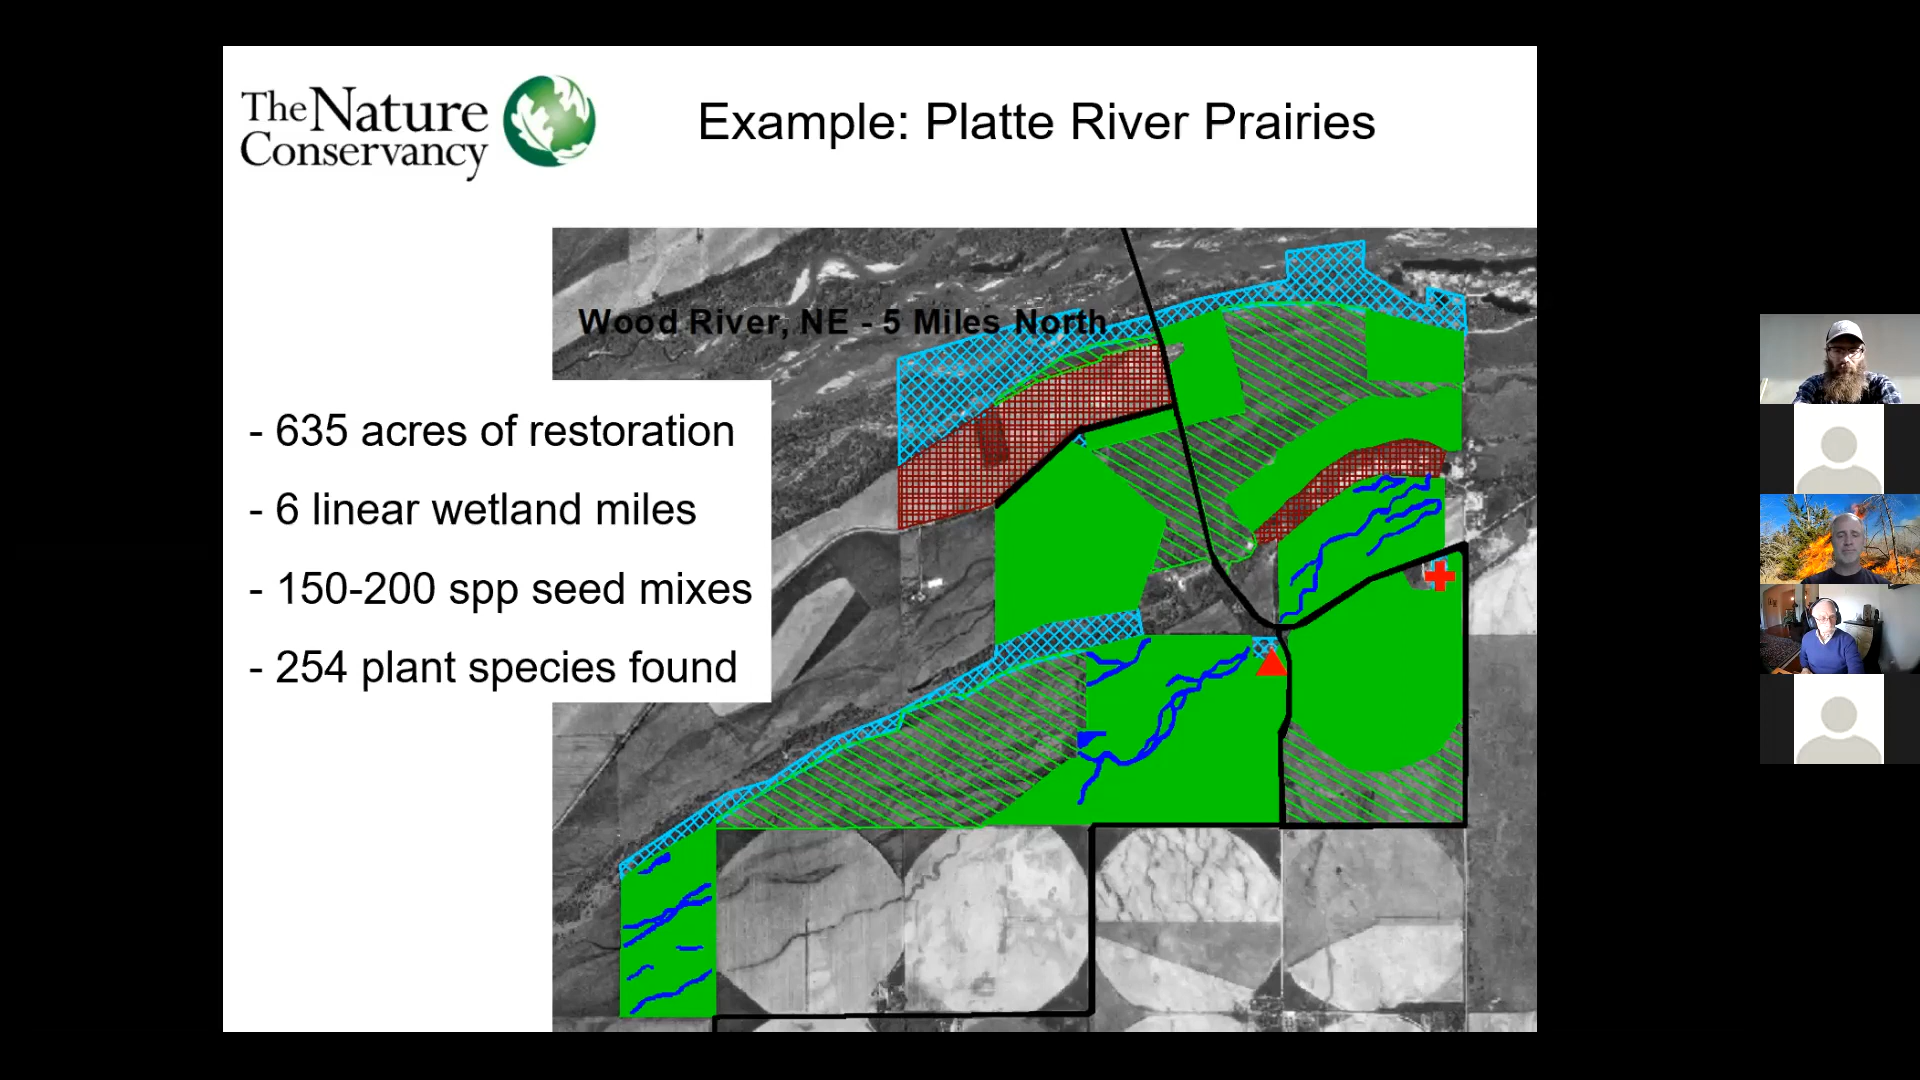 The Nature
Conservancy
Example: Platte River Prairies
Wood River, NE - 5 Miles North
- 635 acres of restoration
- 6 linear wetland miles
- 150-200 spp seed mixes
- 254 plant species found